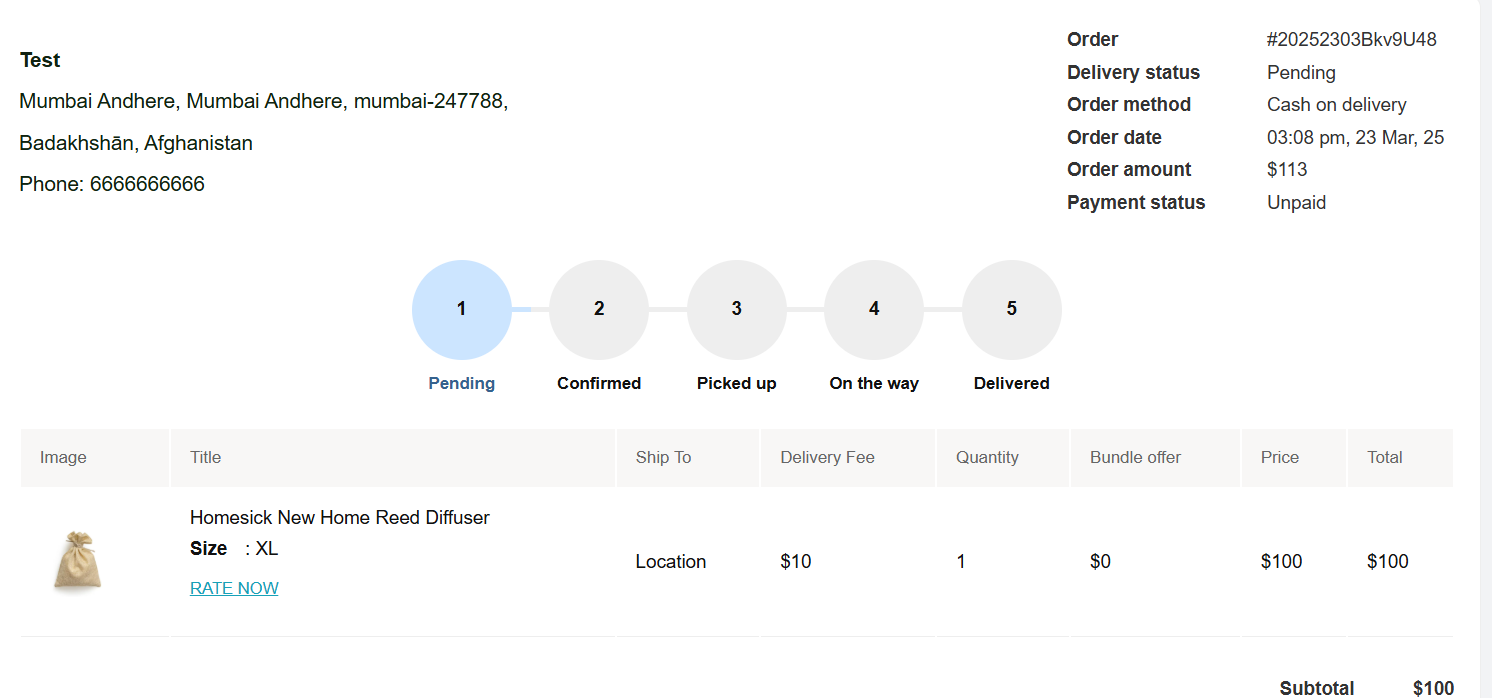 Test
Mumbai Andhere, Mumbai Andhere, mumbai-247788,
Badakhshān, Afghanistan
Phone: 6666666666
Order #20252303Bkv9U48
Delivery status Pending
Order method Cash on delivery
Order date 03:08 pm, 23 Mar, 25
Order amount $113
Payment status Unpaid
1 2 3 4 5
Pending Confirmed Picked up On the way Delivered
Image Title Ship To Delivery Fee Quantity Bundle offer Price Total
Homesick New Home Reed Diffuser
Size : XL
Location $10 1 $0 $100 $100
RATE NOW
Subtotal $100